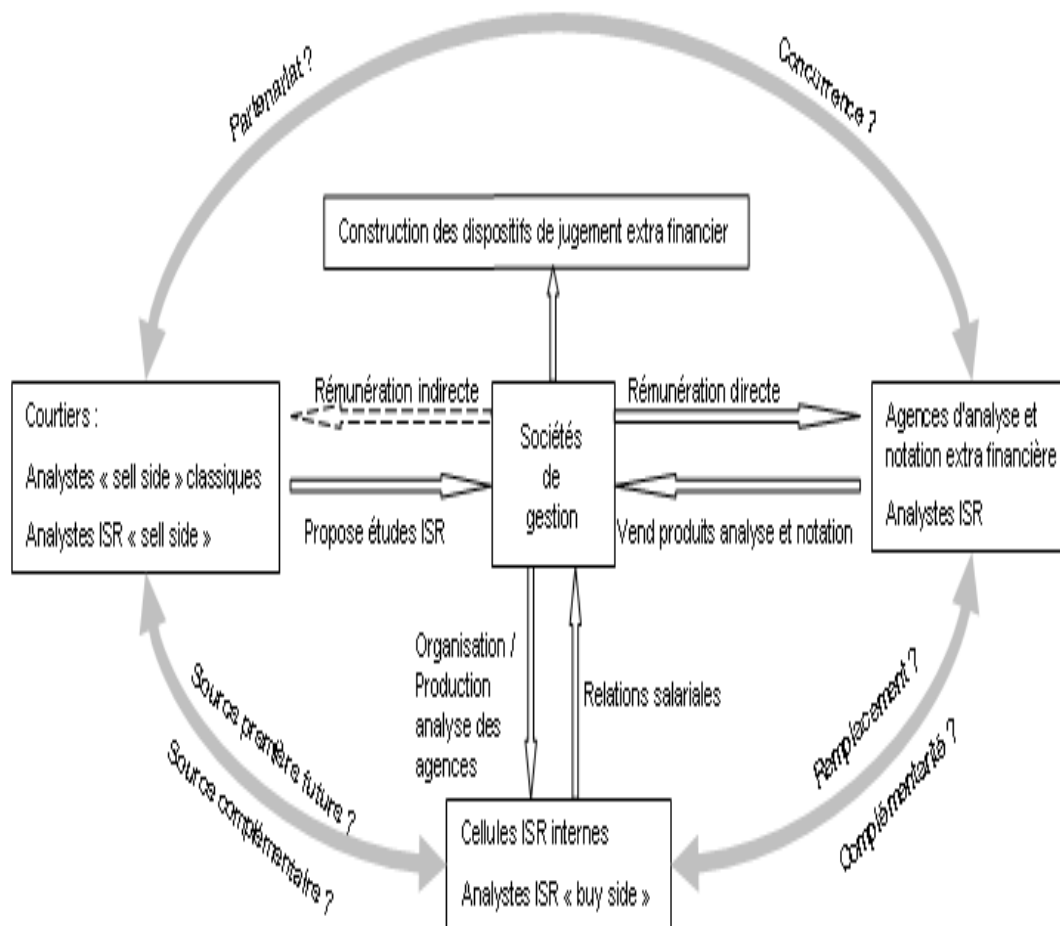 Partenariat ?
Concurrence ?
Construction des dispositifs de jugement extra financier
Rémunération indirecte
Rémunération directe
Courtiers :
Analystes « sell side » classiques
Analystes ISR « sell side »
Sociétés
de
gestion
Agences d'analyse et
notation extra financière
Analystes ISR
Propose études ISR
Vend produits analyse et notation
Organisation /
Production
analyse des
agences
Relations salariales
Source première future ?
Source complémentaire ?
Remplacement ?
Complémentarité ?
Cellules ISR internes
Analystes ISR « buy side »